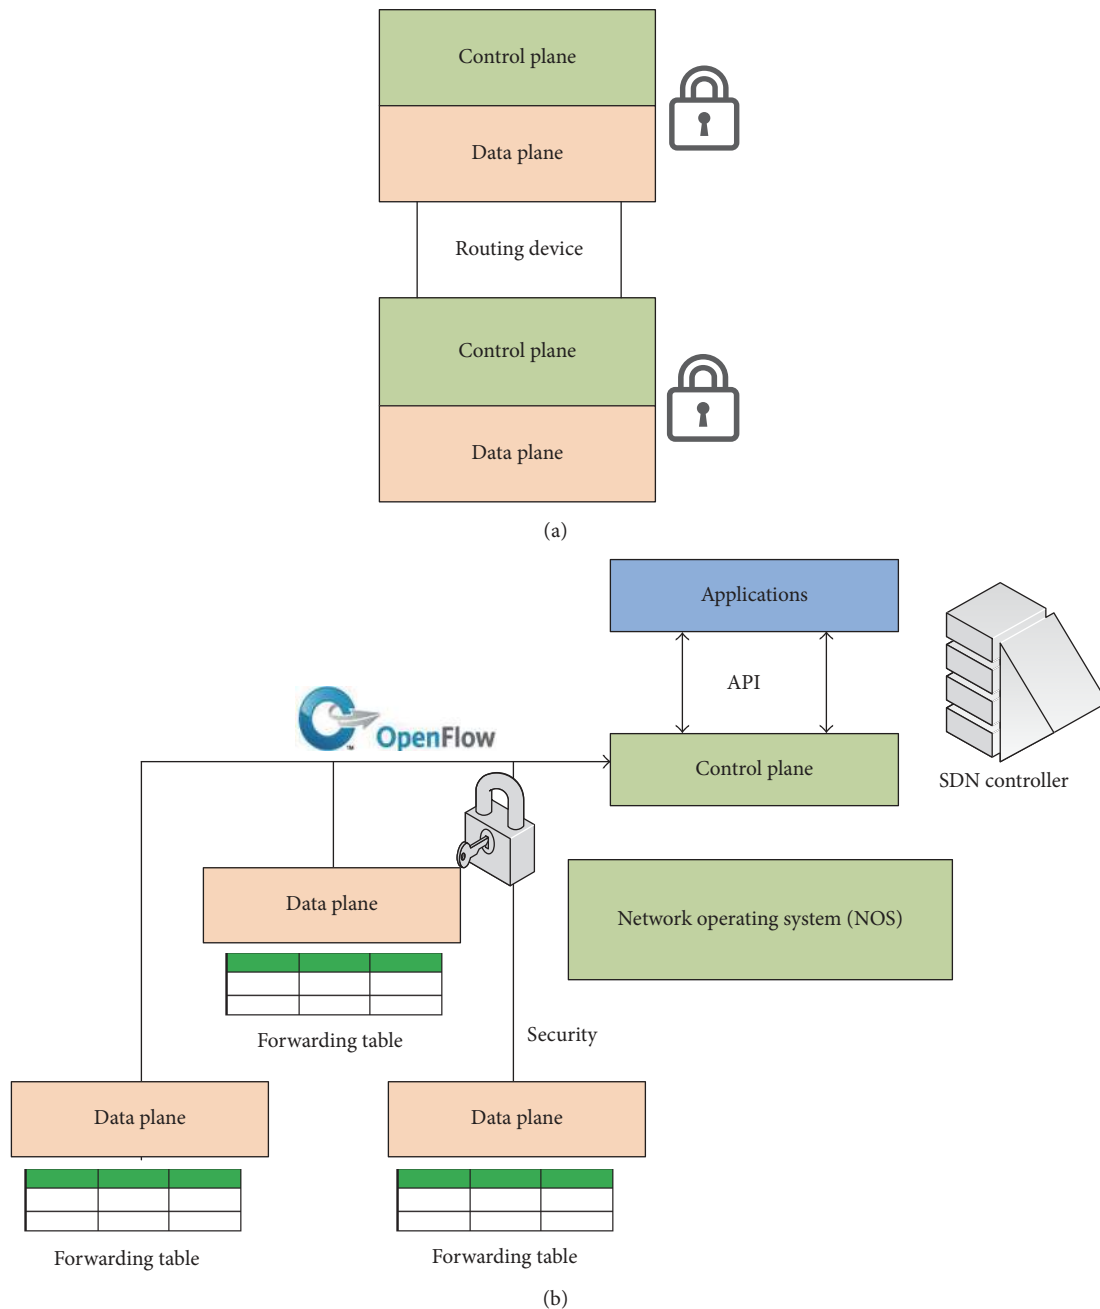 Control plane
Data plane
Routing device
Control plane
Data plane
(a)
Applications
API
OpenFlow
TM
Control plane
SDN controller
Data plane
Network operating system (NOS)
Forwarding table
Security
Data plane
Data plane
Forwarding table
Forwarding table
(b)